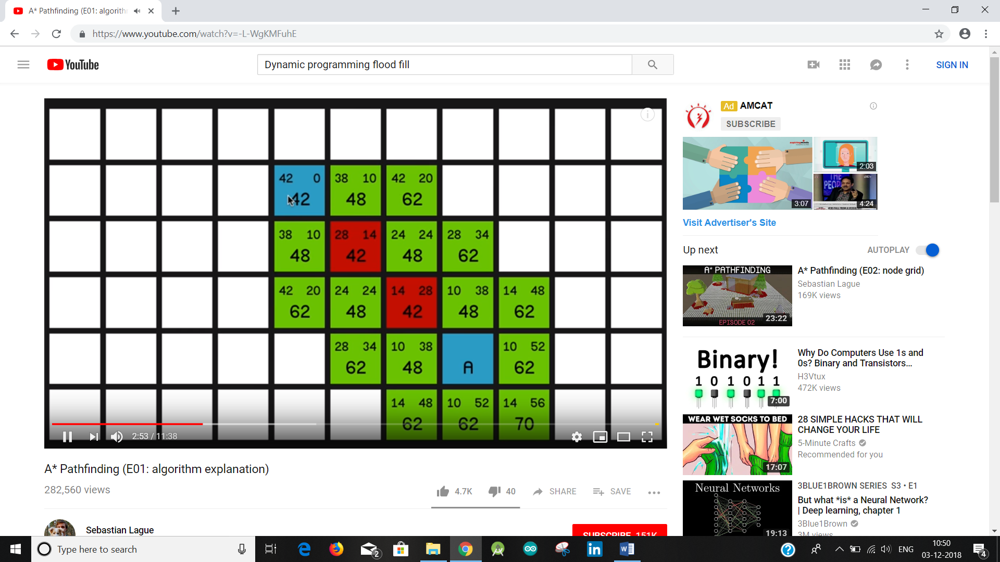 A* Pathfinding (E01: algorith
https://www.youtube.com/watch?v=-L-WgKMFuhE
YouTube
Dynamic programming flood fill
SIGN IN
42 0 38 10 42 20
42 48 62
38 10 28 14 24 24 28 34
48 42 48 62
42 20 24 24 14 28 10 38 14 48
62 48 42 48 62
28 34 10 38 10 52
62 48 A 62
14 48 10 52 14 56
62 62 70
2:53 / 11:38
A* Pathfinding (E01: algorithm explanation)
282,560 views
4.7K 40 SHARE SAVE
Sebastian Lague
SUBSCRIBE 151K
Ad AMCAT
SUBSCRIBE
aspiringminds
3:07
2:03
THE
PEO
4:24
Visit Advertiser's Site
Up next
AUTOPLAY
A* PATHFINDING
EPISODE 02
23:22
A* Pathfinding (E02: node grid)
Sebastian Lague
169K views
Binary!
1 0 1 0 1 1
7:00
Why Do Computers Use 1s and
0s? Binary and Transistors...
H3Vtux
472K views
WEAR WET SOCKS TO BED
17:07
28 SIMPLE HACKS THAT WILL
CHANGE YOUR LIFE
5-Minute Crafts
Recommended for you
Neural Networks
19:13
3BLUE1BROWN SERIES S3 • E1
But what *is* a Neural Network?
| Deep learning, chapter 1
3Blue1Brown
3M views
Type here to search
2
ENG
10:50
03-12-2018
4